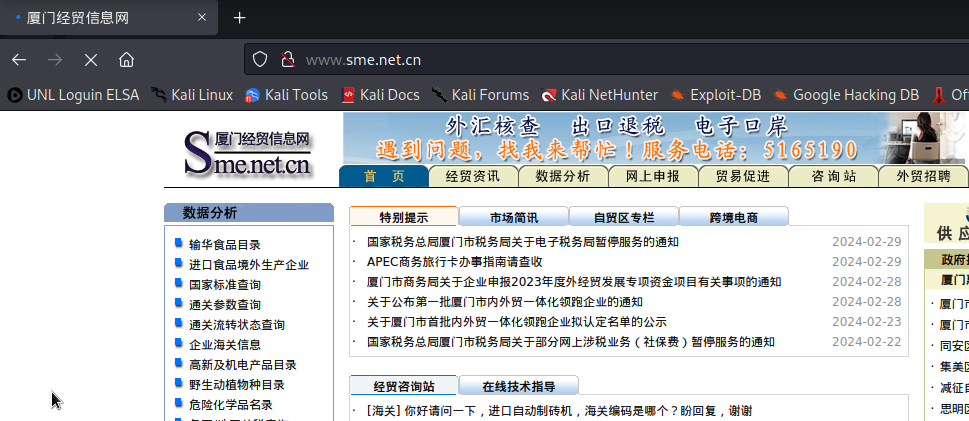 厦门经贸信息网
www.sme.net.cn
UNL Loguin ELSA Kali Linux Kali Tools Kali Docs Kali Forums Kali NetHunter Exploit-DB Google Hacking DB
厦门经贸信息网
Sme.net.cn
外汇核查 出口退税 电子口岸
遇到问题，找我来帮忙！服务电话：5165190
首 页 经贸资讯 数据分析 网上申报 贸易促进 咨询站 外贸招聘
数据分析
输华食品目录
进口食品境外生产企业
国家标准查询
通关参数查询
通关流转状态查询
企业海关信息
高新及机电产品目录
野生动植物种目录
危险化学品名录
特别提示 市场简讯 自贸区专栏 跨境电商
· 国家税务总局厦门市税务局关于电子税务局暂停服务的通知 2024-02-29
· APEC商务旅行卡办事指南请查收 2024-02-29
· 厦门市商务局关于企业申报2023年度外经贸发展专项资金项目有关事项的通知 2024-02-28
· 关于公布第一批厦门市内外贸一体化领跑企业的通知 2024-02-28
· 关于厦门市首批内外贸一体化领跑企业拟认定名单的公示 2024-02-23
· 国家税务总局厦门市税务局关于部分网上涉税业务（社保费）暂停服务的通知 2024-02-22
经贸咨询站 在线技术指导
· [海关] 你好请问一下，进口自动制砖机，海关编码是哪个？盼回复，谢谢
供 应
政府
厦门
· 厦门
· 厦门
· 同安
· 集美
· 减征
· 思明